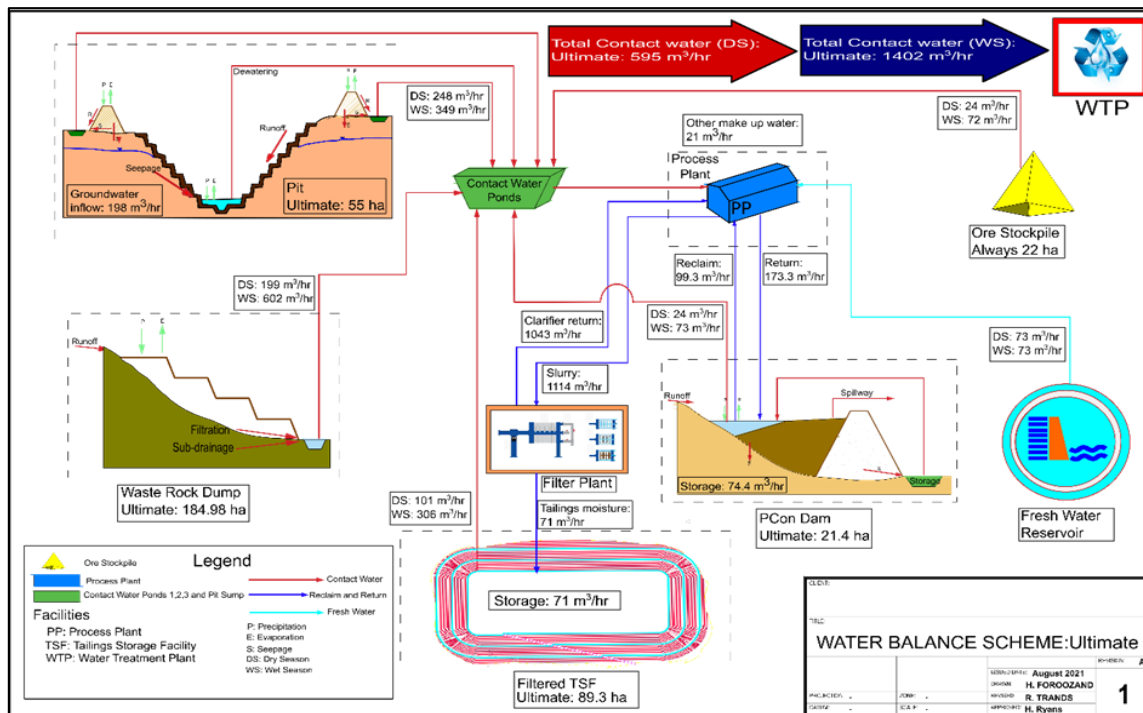 Total Contact water (DS):
Ultimate: 595 m³/hr
Total Contact water (WS):
Ultimate: 1402 m³/hr
WTP
Dewatering
P E
P E
DS: 248 m³/hr
WS: 349 m³/hr
DS: 24 m³/hr
WS: 72 m³/hr
Other make up water:
21 m³/hr
Runoff
Seepage
P E
Groundwater
inflow: 198 m³/hr
Pit
Ultimate: 55 ha
Contact Water
Ponds
Process
Plant
PP
Ore Stockpile
Always 22 ha
Reclaim:
99.3 m³/hr
Return:
173.3 m³/hr
DS: 199 m³/hr
WS: 602 m³/hr
Clarifier return:
1043 m³/hr
DS: 24 m³/hr
WS: 73 m³/hr
DS: 73 m³/hr
WS: 73 m³/hr
P E
Runoff
Filtration
Sub-drainage
Slurry:
1114 m³/hr
Runoff
Spillway
Storage
Storage: 74.4 m³/hr
Waste Rock Dump
Ultimate: 184.98 ha
Filter Plant
DS: 101 m³/hr
WS: 306 m³/hr
Tailings moisture:
71 m³/hr
PCon Dam
Ultimate: 21.4 ha
Fresh Water
Reservoir
Storage: 71 m³/hr
Filtered TSF
Ultimate: 89.3 ha
Legend
Ore Stockpile
Process Plant
Contact Water Ponds 1,2,3 and Pit Sump
Contact Water
Reclaim and Return
Fresh Water
Facilities
PP: Process Plant
TSF: Tailings Storage Facility
WTP: Water Treatment Plant
P: Precipitation
E: Evaporation
S: Seepage
DS: Dry Season
WS: Wet Season
CLIENT:
TITLE:
WATER BALANCE SCHEME:Ultimate
August 2021
H. FOROOZAND
R. TRANDS
H. Ryans
REVISION: A
1